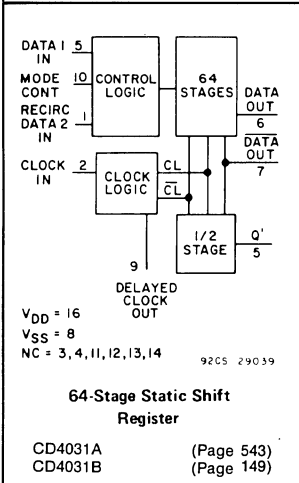 DATA 1 IN 5
MODE CONT 10
RECIRC DATA 2 IN 1
CONTROL LOGIC
64 STAGES
DATA OUT 6
DATA OUT 7
CLOCK IN 2
CLOCK LOGIC
CL
CL
1/2 STAGE
Q' 5
9
DELAYED CLOCK OUT
VDD = 16
VSS = 8
NC = 3,4,11,12,13,14
92CS 29039
64-Stage Static Shift
Register
CD4031A (Page 543)
CD4031B (Page 149)